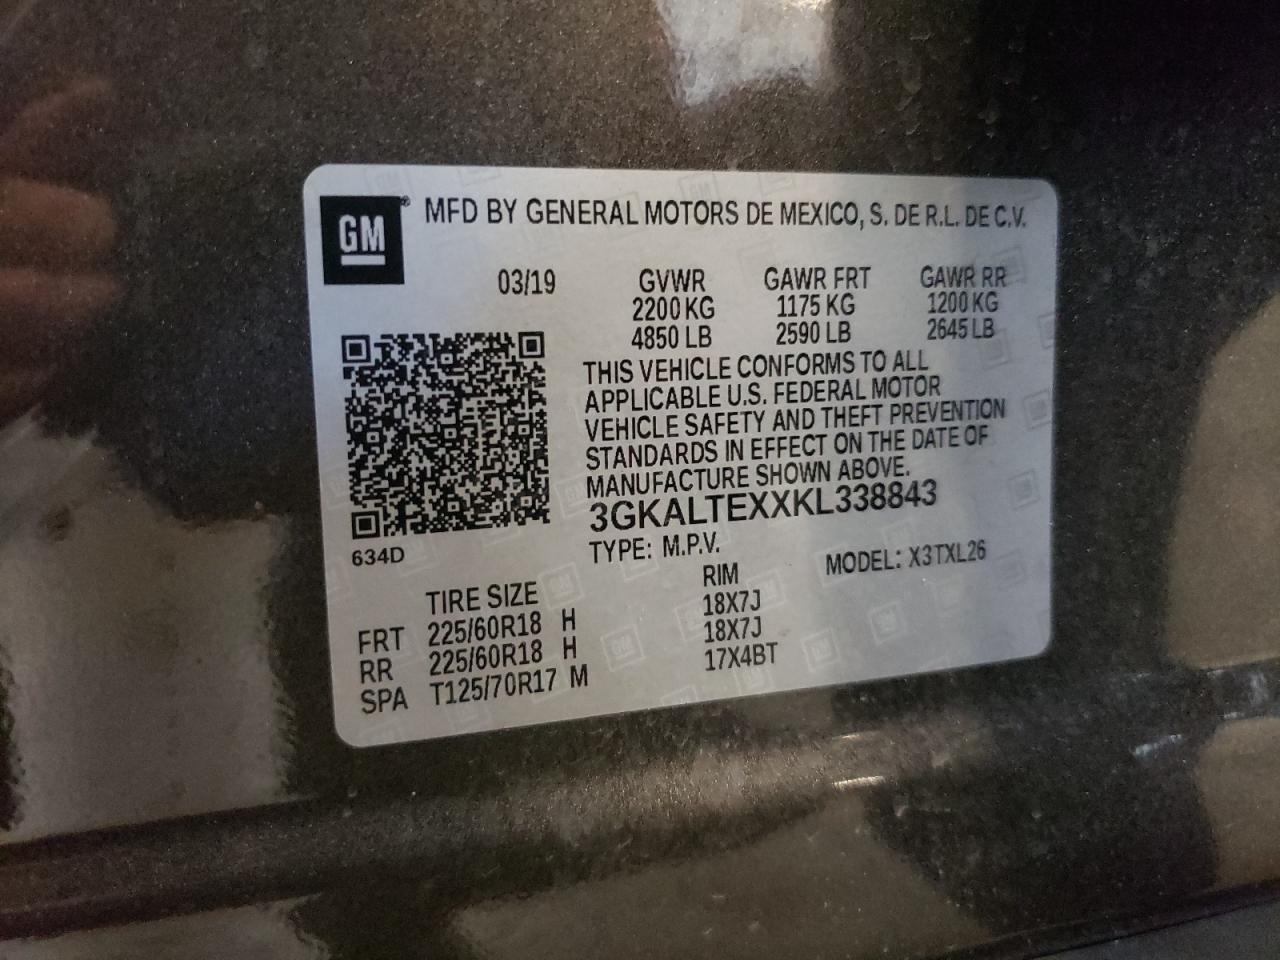 GM® MFD BY GENERAL MOTORS DE MEXICO, S. DE R.L. DE C.V.
03/19 GVWR GAWR FRT GAWR RR
2200 KG 1175 KG 1200 KG
4850 LB 2590 LB 2645 LB
THIS VEHICLE CONFORMS TO ALL
APPLICABLE U.S. FEDERAL MOTOR
VEHICLE SAFETY AND THEFT PREVENTION
STANDARDS IN EFFECT ON THE DATE OF
MANUFACTURE SHOWN ABOVE.
3GKALTEXXKL338843
634D
TYPE: M.P.V. MODEL: X3TXL26
TIRE SIZE RIM
FRT 225/60R18 H 18X7J
RR 225/60R18 H 18X7J
SPA T125/70R17 M 17X4BT